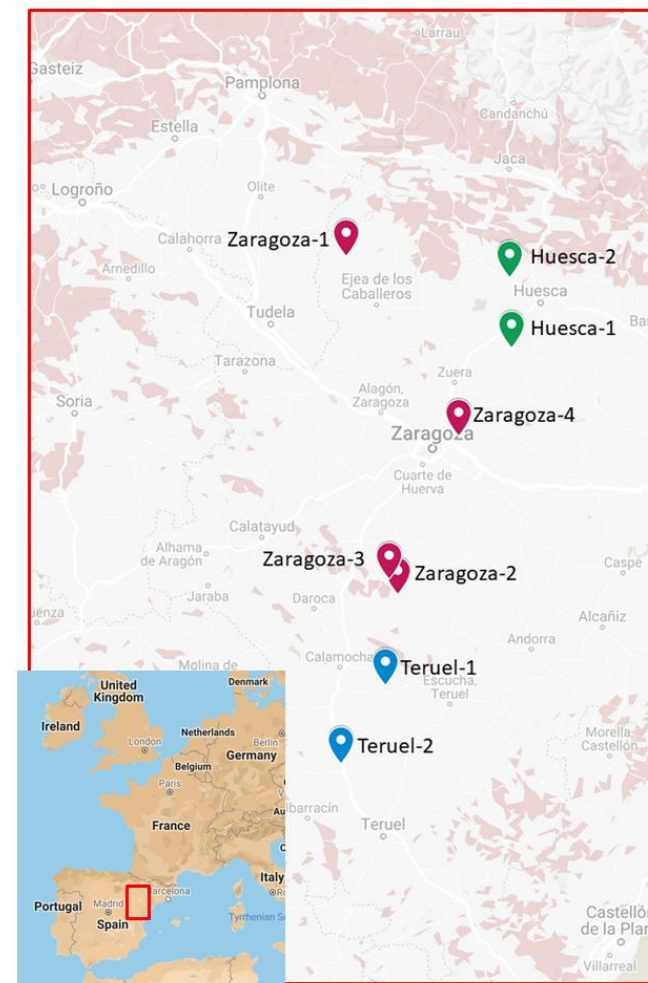 Larrau
Gasteiz
Pamplona
Candanchú
Estella
Jaca
Logroño
Olite
Zaragoza-1
Calahorra
Huesca-2
Arnedillo
Ejea de los
Caballeros
Huesca
Tudela
Huesca-1
Tarazona
Zuera
Soria
Alagón,
Zaragoza
Zaragoza-4
Zaragoza
Cuarte de
Huerva
Calatayud
Alhama
de Aragón
Zaragoza-3
Zaragoza-2
Caspe
Jaraba
Daroca
Alcañiz
Andorra
Molina de
Calamocha
Teruel-1
Escucha,
Teruel
Teruel-2
Morella,
Castellón
Teruel
Castelló
de la Plan
Villarreal
United
Kingdom
Denmark
Ireland
London
Netherlands
Berlin
Belgium
Germany
Paris
France
Italy
Portugal
Madrid
Barcelona
Spain
Tyrrhenian Se